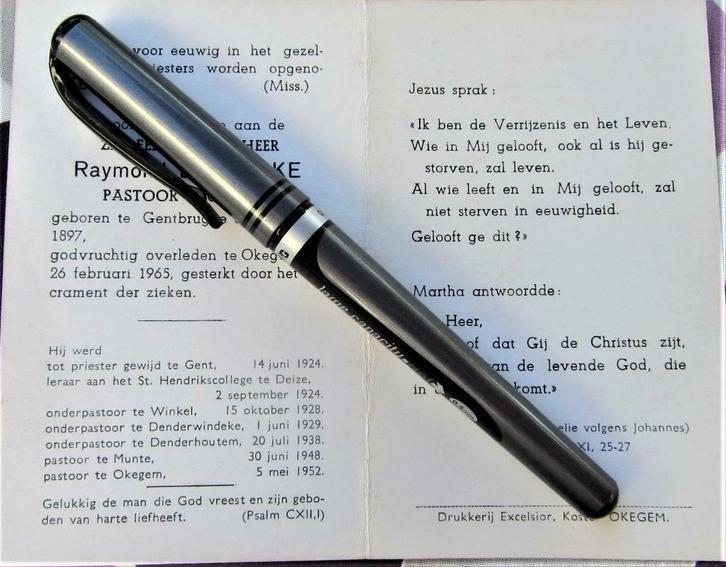 voor eeuwig in het gezel-
iesters worden opgeno-
(Miss.)
aan de
HEER
Raymon KE
PASTOOR
geboren te Gentbrugge
1897,
godvruchtig overleden te Okeg
26 februari 1965, gesterkt door het
crament der zieken.
Hij werd
tot priester gewijd te Gent, 14 juni 1924.
leraar aan het St. Hendrikscollege te Deize,
2 september 1924.
onderpastoor te Winkel, 15 oktober 1928.
onderpastoor te Denderwindeke, 1 juni 1929.
onderpastoor te Denderhoutem, 20 juli 1938.
pastoor te Munte, 30 juni 1948.
pastoor te Okegem, 5 mei 1952.
Gelukkig de man die God vreest en zijn gebo-
den van harte liefheeft. (Psalm CXII,I)
Jezus sprak :
«Ik ben de Verrijzenis en het Leven.
Wie in Mij gelooft, ook al is hij ge-
storven, zal leven.
Al wie leeft en in Mij gelooft, zal
niet sterven in eeuwigheid.
Gelooft ge dit ?»
Martha antwoordde :
Heer,
of dat Gij de Christus zijt,
an de levende God, die
in komt.»
elie volgens Johannes)
XI, 25-27
Drukkerij Excelsior, Kost OKEGEM.
large capacity